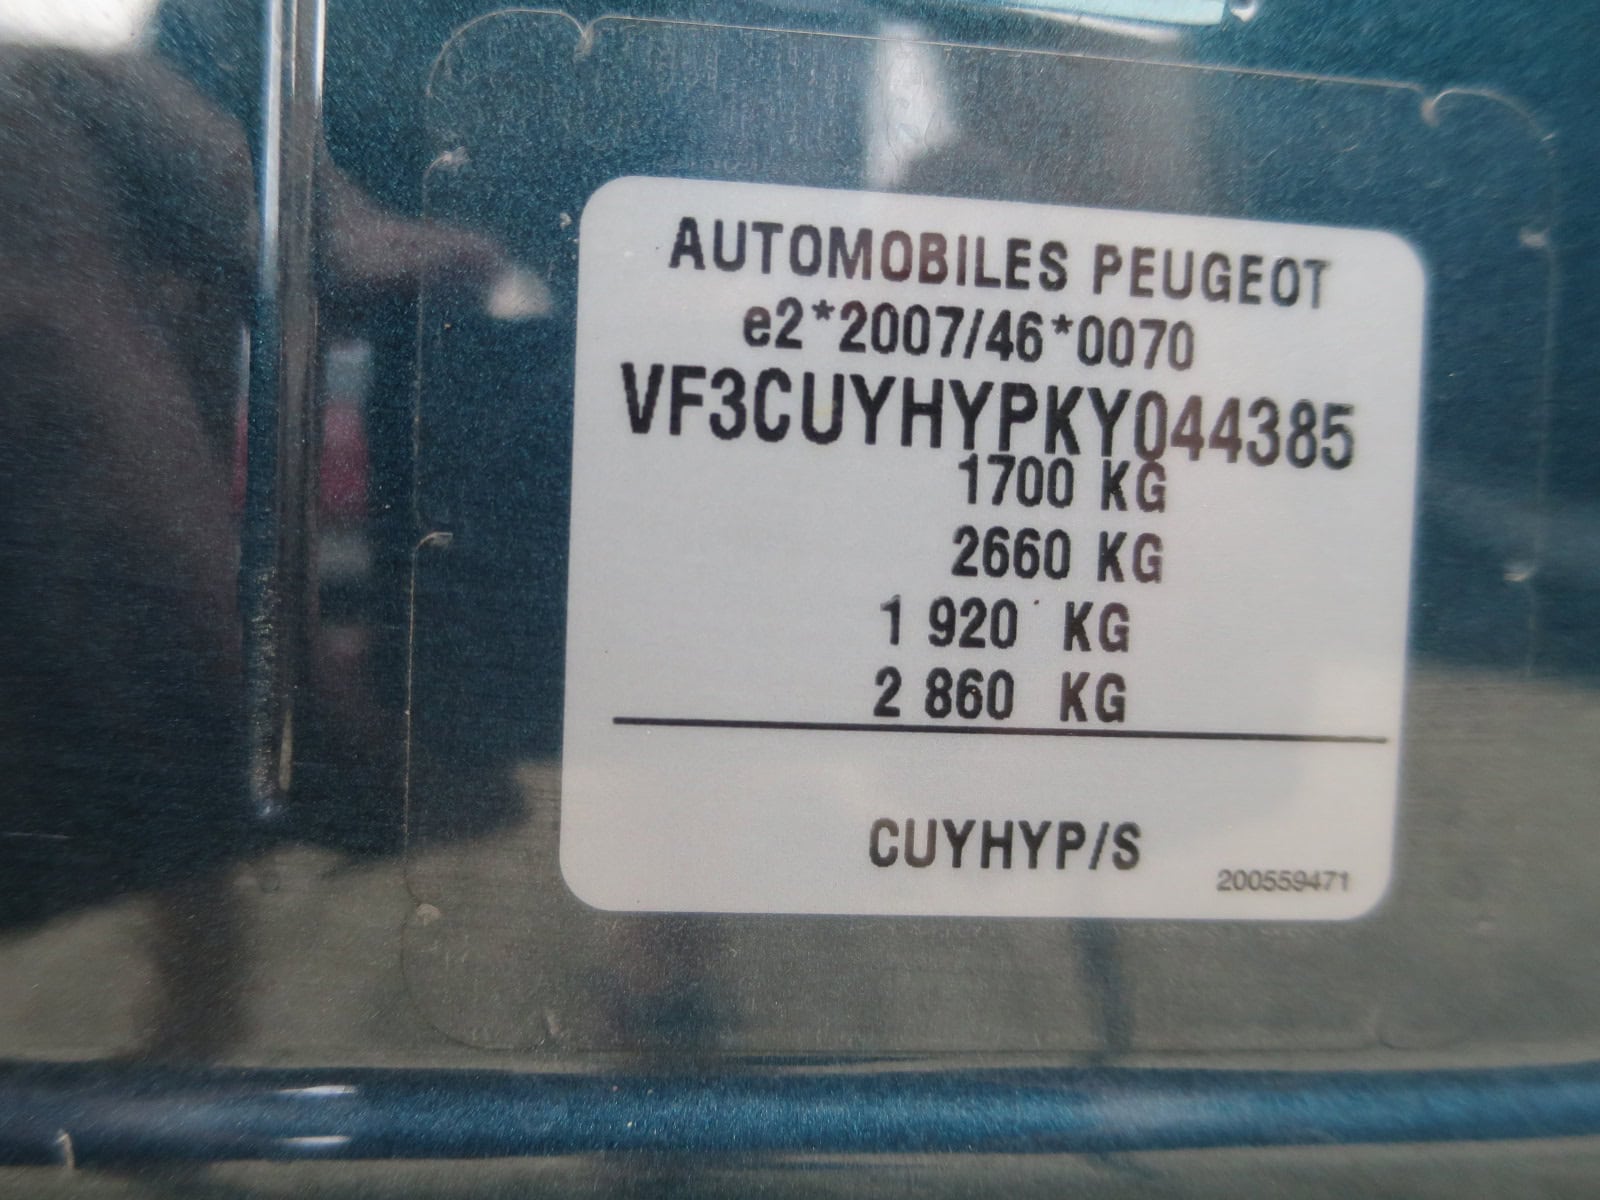 AUTOMOBILES PEUGEOT
e2*2007/46*0070
VF3CUYHYPKY044385
1700 KG
2660 KG
1 920 KG
2 860 KG
CUYHYP/S
200559471